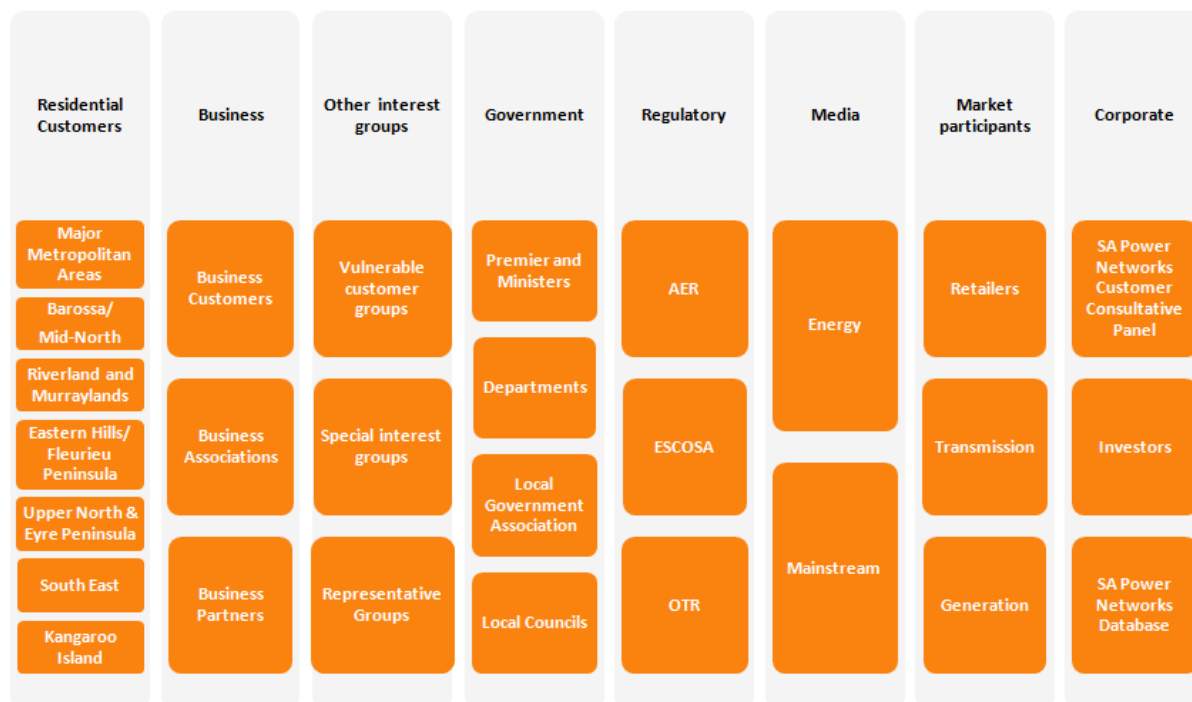 Residential
Customers
Business
Other interest
groups
Government
Regulatory
Media
Market
participants
Corporate
Major
Metropolitan
Areas
Barossa/
Mid-North
Riverland and
Murraylands
Eastern Hills/
Fleurieu
Peninsula
Upper North &
Eyre Peninsula
South East
Kangaroo
Island
Business
Customers
Business
Associations
Business
Partners
Vulnerable
customer
groups
Special interest
groups
Representative
Groups
Premier and
Ministers
Departments
Local
Government
Association
Local Councils
AER
ESCOSA
OTR
Energy
Mainstream
Retailers
Transmission
Generation
SA Power
Networks
Customer
Consultative
Panel
Investors
SA Power
Networks
Database